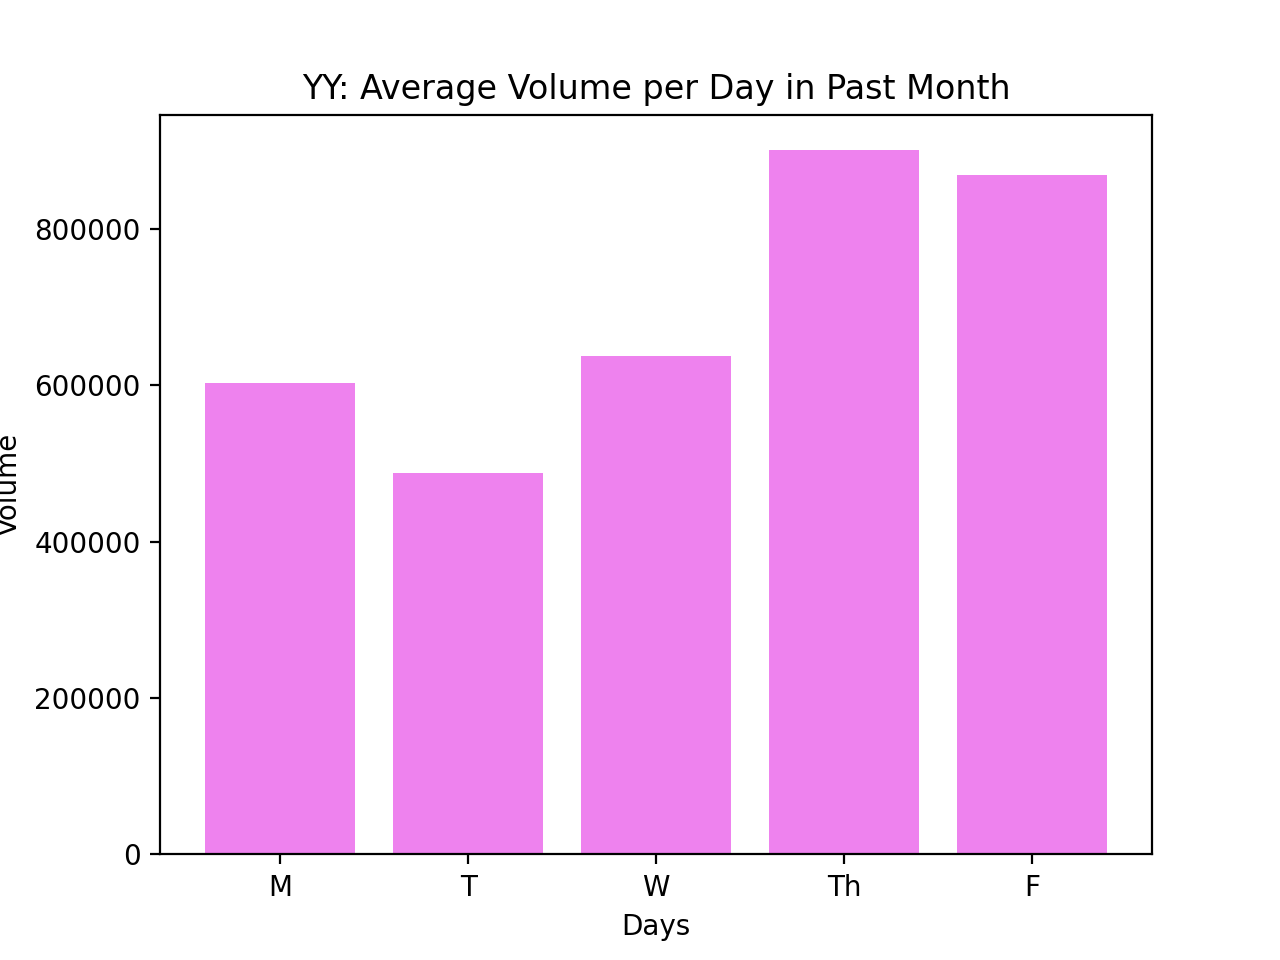 YY: Average Volume per Day in Past Month
Volume
800000
600000
400000
200000
0
M T W Th F
Days